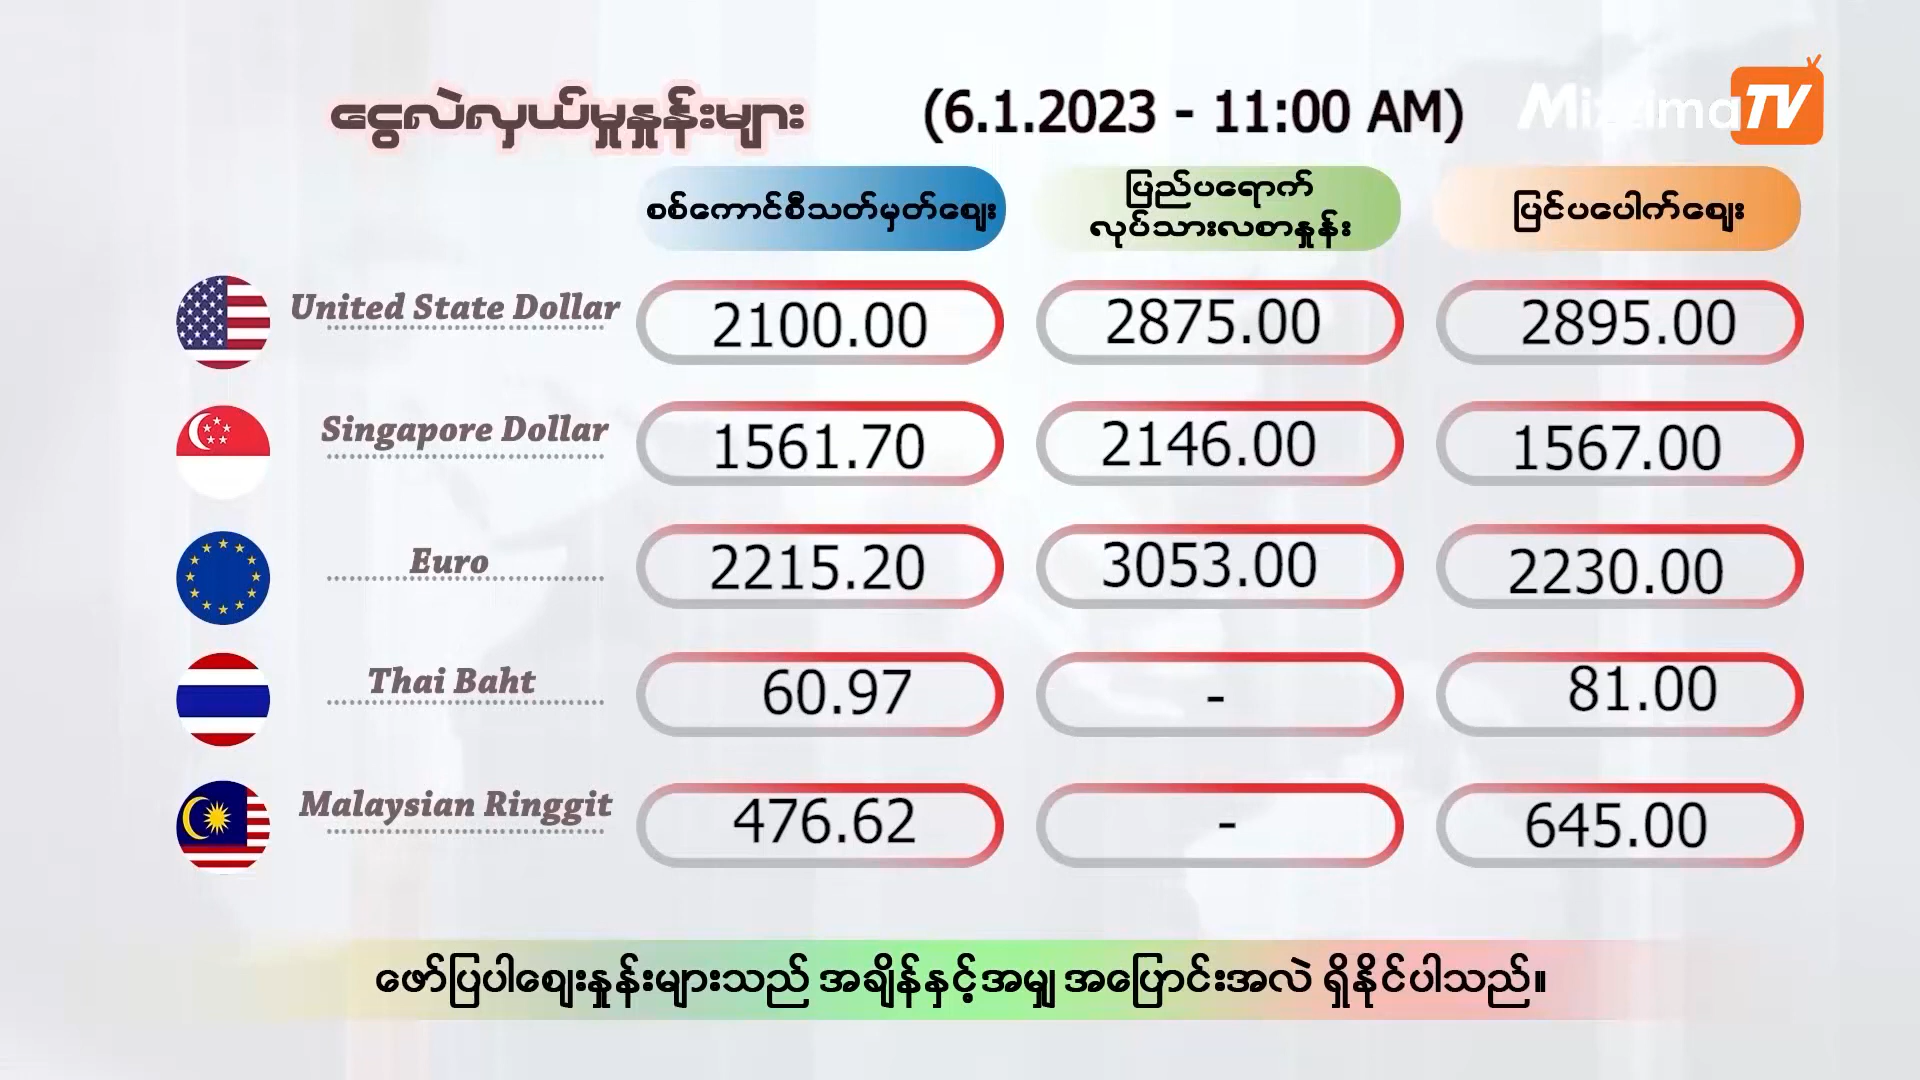 ငွေလဲလှယ်မှုနှုန်းများ (6.1.2023 - 11:00 AM) MizzimaTV
စစ်ကောင်စီသတ်မှတ်ဈေး
ပြည်ပရောက်
လုပ်သားလစာနှုန်း
ပြင်ပပေါက်ဈေး
United State Dollar 2100.00 2875.00 2895.00
Singapore Dollar 1561.70 2146.00 1567.00
Euro 2215.20 3053.00 2230.00
Thai Baht 60.97 - 81.00
Malaysian Ringgit 476.62 - 645.00
ဖော်ပြပါဈေးနှုန်းများသည် အချိန်နှင့်အမျှ အပြောင်းအလဲ ရှိနိုင်ပါသည်။